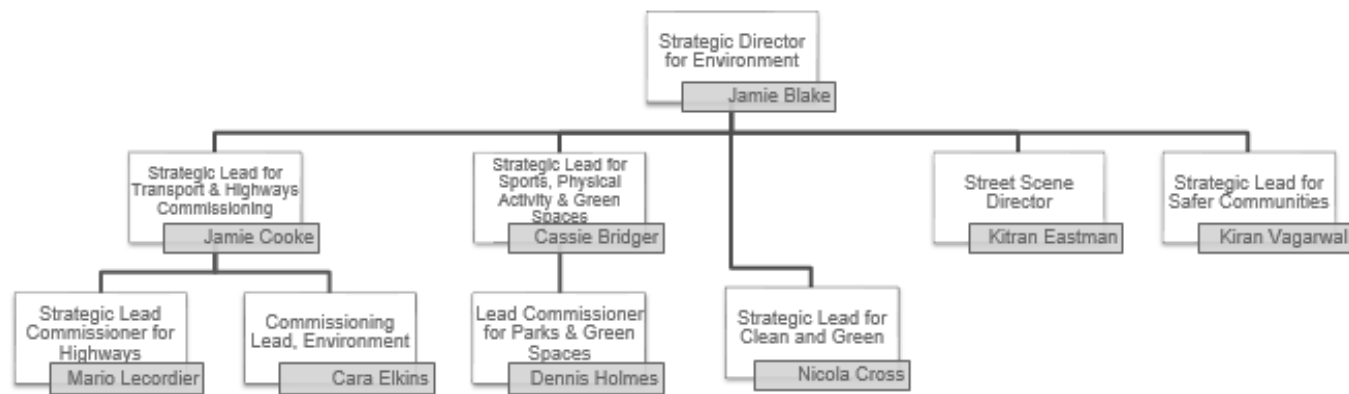 Strategic Director
for Environment
Jamie Blake
Strategic Lead for
Transport & Highways
Commissioning
Jamie Cooke
Strategic Lead for
Sports, Physical
Activity & Green
Spaces
Cassie Bridger
Street Scene
Director
Kitran Eastman
Strategic Lead for
Safer Communities
Kiran Vagarwal
Strategic Lead
Commissioner for
Highways
Mario Lecordier
Commissioning
Lead, Environment
Cara Elkins
Lead Commissioner
for Parks & Green
Spaces
Dennis Holmes
Strategic Lead for
Clean and Green
Nicola Cross